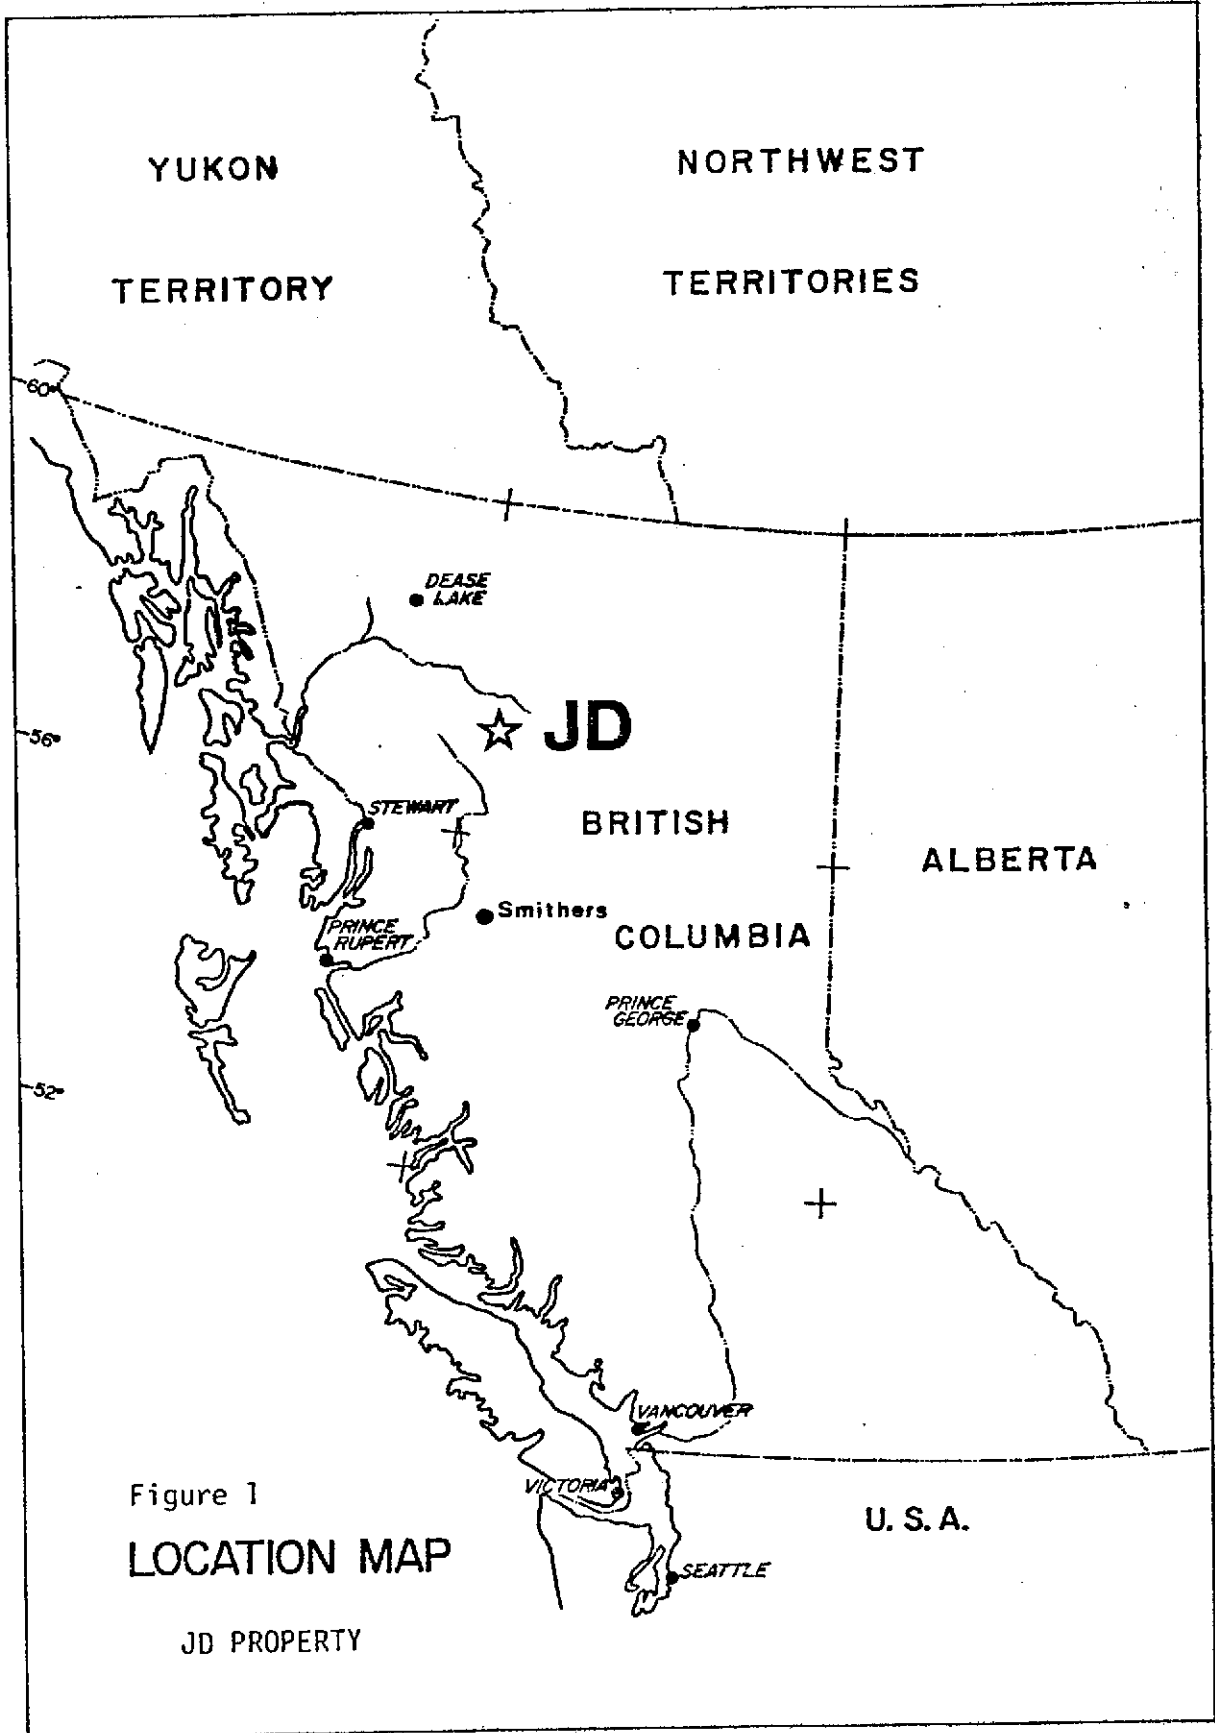 YUKON
TERRITORY
NORTHWEST
TERRITORIES
60°
DEASE
LAKE
JD
56°
STEWART
BRITISH
COLUMBIA
ALBERTA
Smithers
PRINCE
RUPERT
PRINCE
GEORGE
52°
VANCOUVER
VICTORIA
U. S. A.
SEATTLE
Figure 1
LOCATION MAP
JD PROPERTY